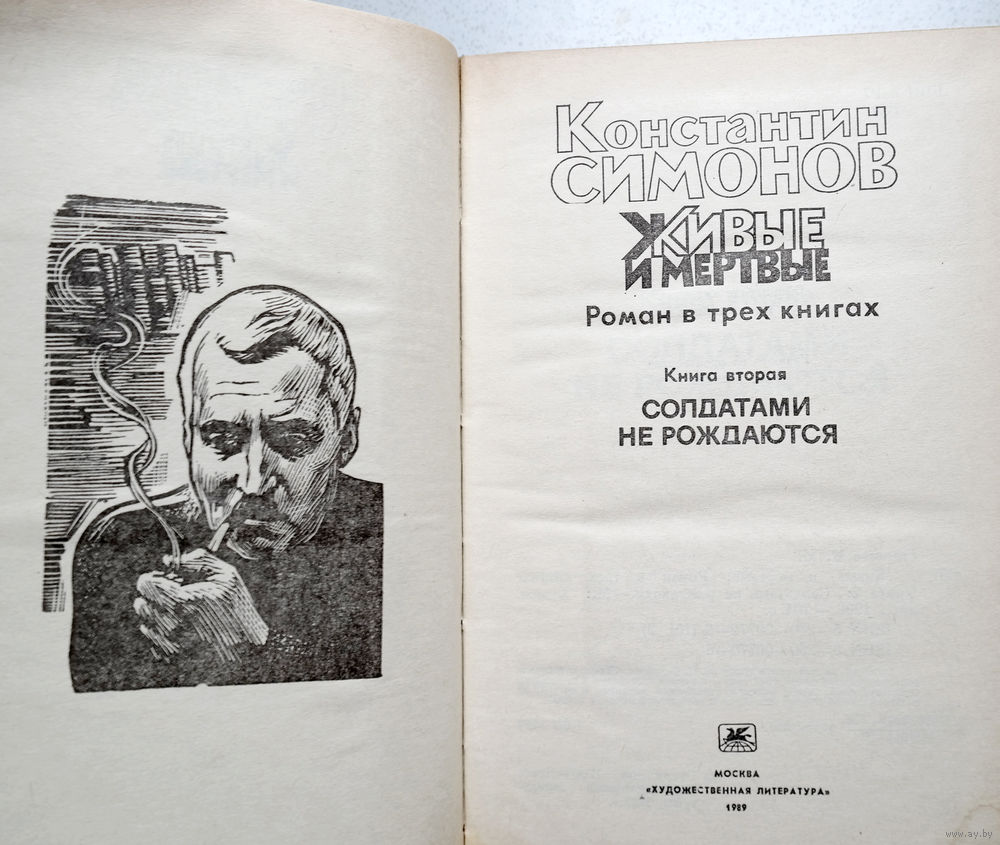 Константин
СИМОНОВ
ЖИВЫЕ
И МЕРТВЫЕ
Роман в трех книгах
Книга вторая
СОЛДАТАМИ
НЕ РОЖДАЮТСЯ
МОСКВА
«ХУДОЖЕСТВЕННАЯ ЛИТЕРАТУРА»
1989
www.ay.by